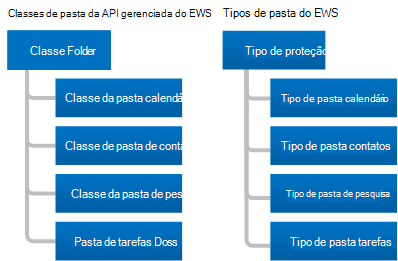 Classes de pasta da API gerenciada do EWS
Classe Folder
Classe da pasta calendá
Classe de pasta de conta
Classe da pasta de pes
Pasta de tarefas Doss
Tipos de pasta do EWS
Tipo de proteção
Tipo de pasta calendário
Tipo de pasta contatos
Tipo de pasta de pesquisa
Tipo de pasta tarefas